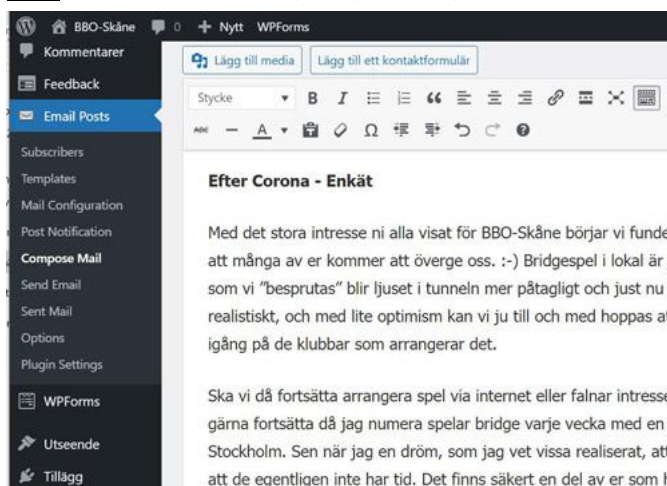 BBO-Skåne 0 + Nytt WPForms
Kommentarer
Feedback
Email Posts
Subscribers
Templates
Mail Configuration
Post Notification
Compose Mail
Send Email
Sent Mail
Options
Plugin Settings
WPForms
Utseende
Tillägg
Lägg till media Lägg till ett kontaktformulär
Stycke B I
ABC A Ω
Efter Corona - Enkät
Med det stora intresse ni alla visat för BBO-Skåne börjar vi funde
att många av er kommer att överge oss. :-) Bridgespel i lokal är
som vi "besprutas" blir ljuset i tunneln mer påtagligt och just nu
realistiskt, och med lite optimism kan vi ju till och med hoppas at
igång på de klubbar som arrangerar det.
Ska vi då fortsätta arrangera spel via internet eller falnar intresse
gärna fortsätta då jag numera spelar bridge varje vecka med en
Stockholm. Sen när jag en dröm, som jag vet vissa realiserat, att
att de egentligen inte har tid. Det finns säkert en del av er som